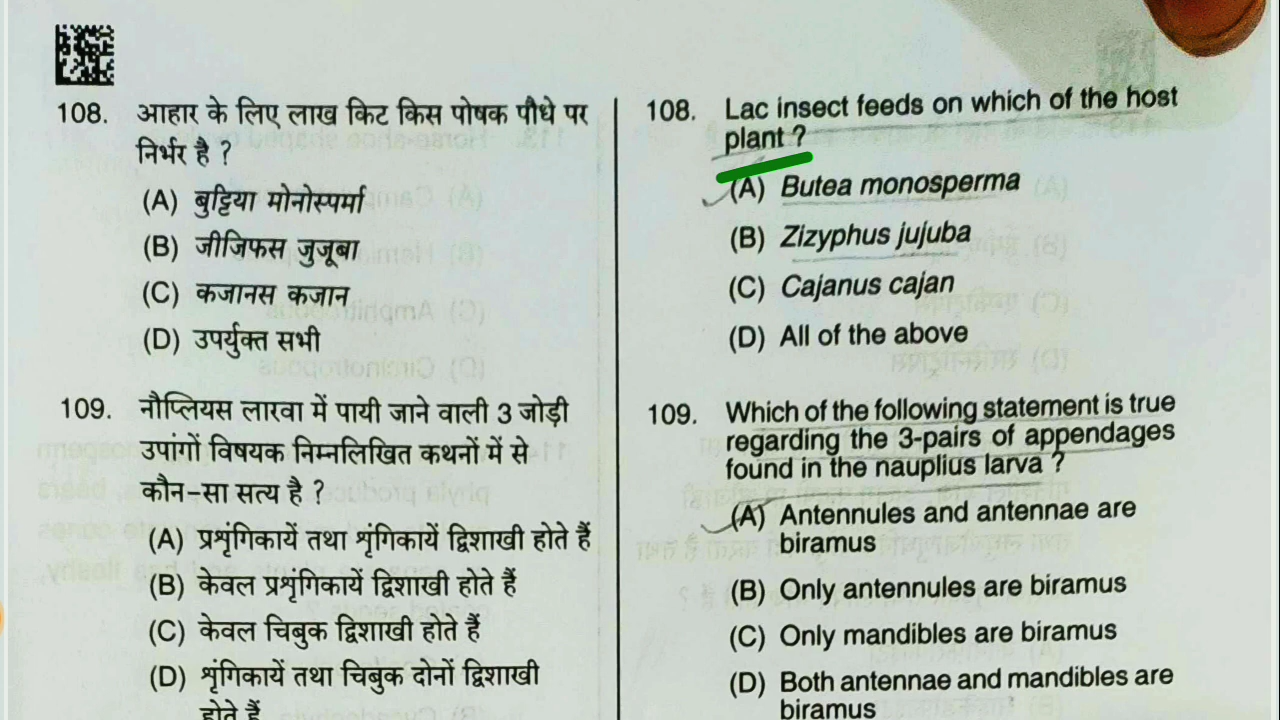 108. आहार के लिए लाख किट किस पोषक पौधे पर
निर्भर है ?
(A) बुट्टिया मोनोस्पर्मा
(B) जीजिफस जुजूबा
(C) कजानस कजान
(D) उपर्युक्त सभी
109. नौप्लियस लारवा में पायी जाने वाली 3 जोड़ी
उपांगों विषयक निम्नलिखित कथनों में से
कौन-सा सत्य है ?
(A) प्रशृंगिकायें तथा शृंगिकायें द्विशाखी होते हैं
(B) केवल प्रशृंगिकायें द्विशाखी होते हैं
(C) केवल चिबुक द्विशाखी होते हैं
(D) शृंगिकायें तथा चिबुक दोनों द्विशाखी
होते हैं
108. Lac insect feeds on which of the host
plant ?
(A) Butea monosperma
(B) Zizyphus jujuba
(C) Cajanus cajan
(D) All of the above
109. Which of the following statement is true
regarding the 3-pairs of appendages
found in the nauplius larva ?
(A) Antennules and antennae are
biramus
(B) Only antennules are biramus
(C) Only mandibles are biramus
(D) Both antennae and mandibles are
biramus